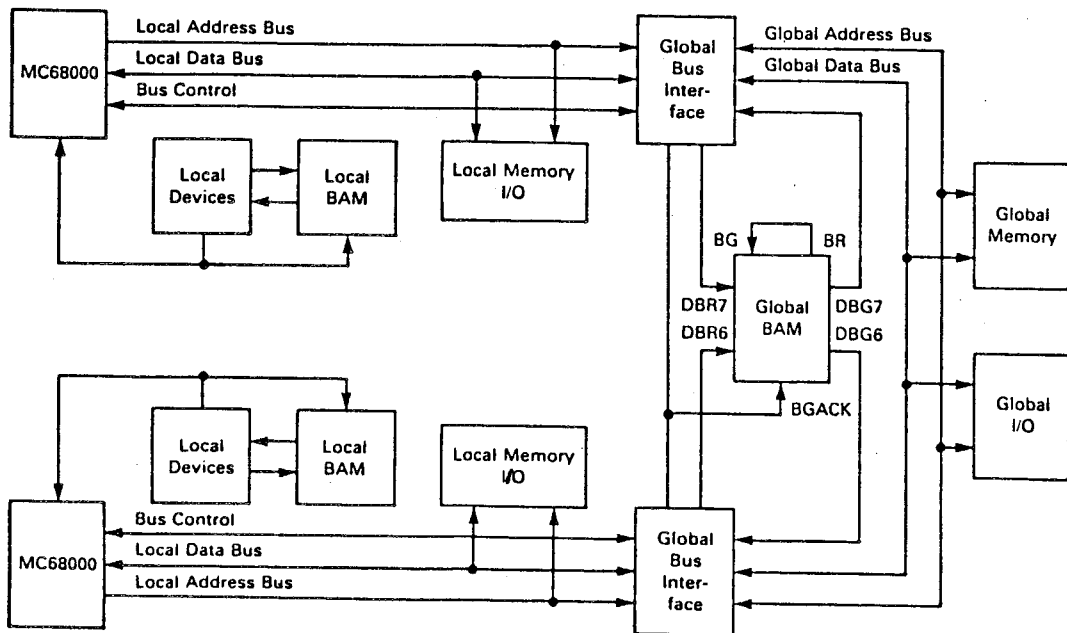 MC68000
Local Address Bus
Local Data Bus
Bus Control
Global
Bus
Inter-
face
Global Address Bus
Global Data Bus
Local
Devices
Local
BAM
Local Memory
I/O
Global
Memory
BG
BR
DBR7
DBR6
Global
BAM
DBG7
DBG6
BGACK
Global
I/O
Local
Devices
Local
BAM
Local Memory
I/O
MC68000
Bus Control
Local Data Bus
Local Address Bus
Global
Bus
Inter-
face